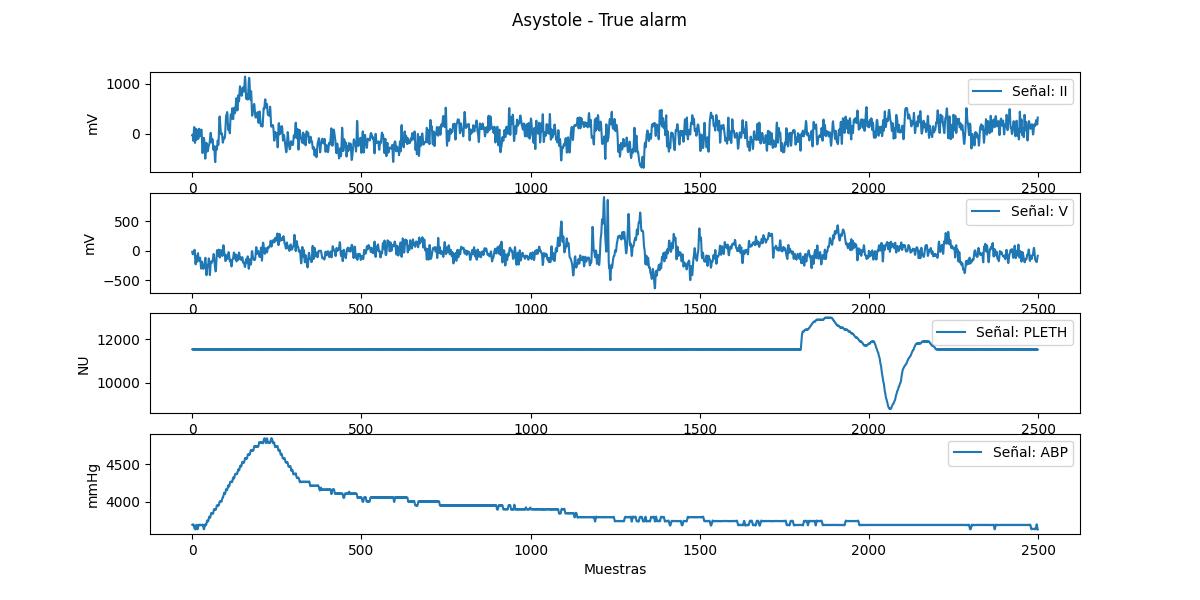 Asystole - True alarm
1000
0
mV
Señal: II
0 500 1000 1500 2000 2500
500
0
−500
mV
Señal: V
0 500 1000 1500 2000 2500
12000
10000
NU
Señal: PLETH
0 500 1000 1500 2000 2500
4500
4000
mmHg
Señal: ABP
0 500 1000 1500 2000 2500
Muestras